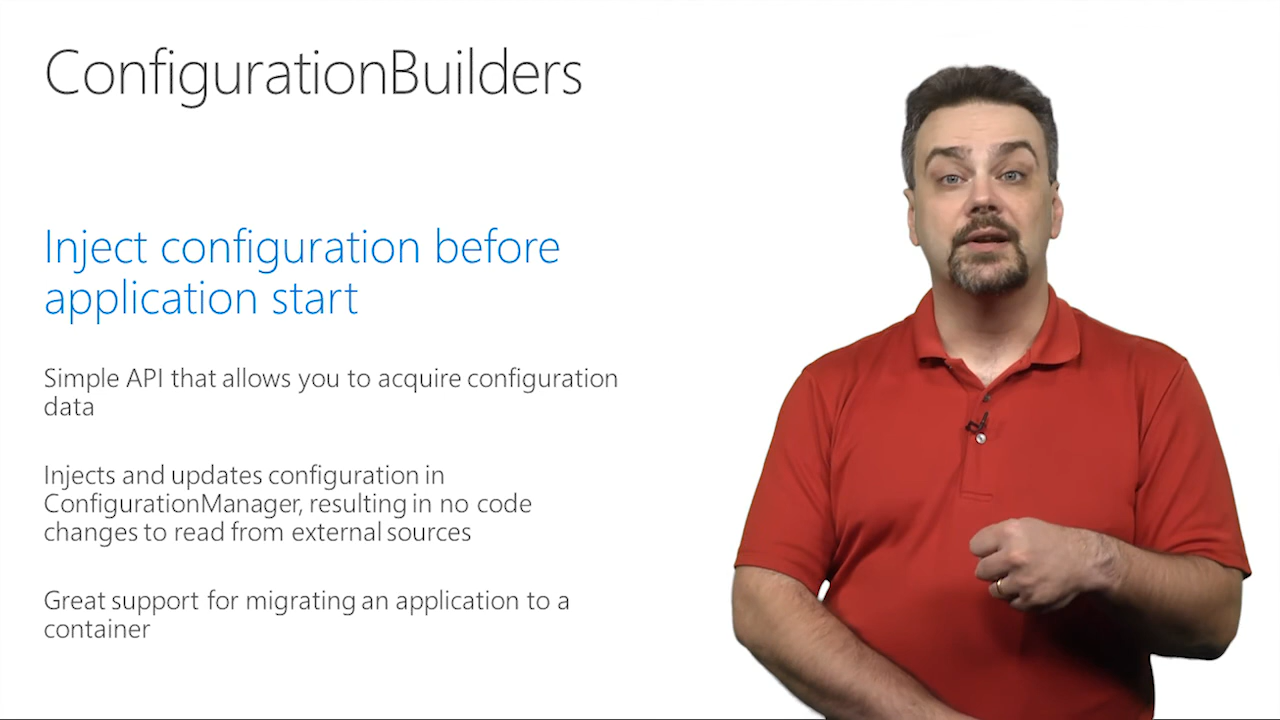 ConfigurationBuilders
Inject configuration before
application start
Simple API that allows you to acquire configuration
data
Injects and updates configuration in
ConfigurationManager, resulting in no code
changes to read from external sources
Great support for migrating an application to a
container